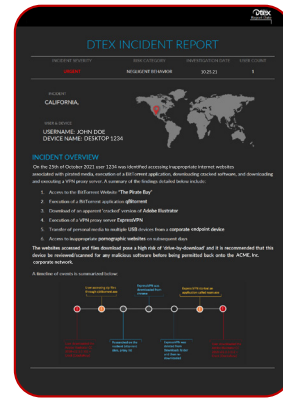 Dtex
DTEX INCIDENT REPORT
INCIDENT SEVERITY
RISK CATEGORY
INVESTIGATION DATE
USER COUNT
NEGLIGENT BEHAVIOR
10.25.21
1
INCIDENT
CALIFORNIA,
USERNAME: JOHN DOE
DEVICE NAME: DESKTOP 1234
INCIDENT OVERVIEW
On the 25th of October 2021 user 1234 was identified accessing inappropriate internet websites
associated with pirated media, execution of a BitTorrent application, downloading cracked software, and downloading
and executing a VPN proxy server. A summary of the findings detailed below include:
1. Access to the BitTorrent Website "The Pirate Bay"
2. Execution of a BitTorrent application qBittorrent
3. Download of an apparent 'cracked' version of Adobe Illustrator
4. Execution of a VPN proxy server ExpressVPN
5. Transfer of personal media to multiple USB devices from a corporate endpoint device
6. Access to inappropriate pornographic websites on subsequent days
The websites accessed and files download pose a high risk of 'drive-by-download' and it is recommended that this
device be reviewed/scanned for any malicious software before being permitted back onto the ACME, Inc.
corporate network.
A timeline of events is summarized below: